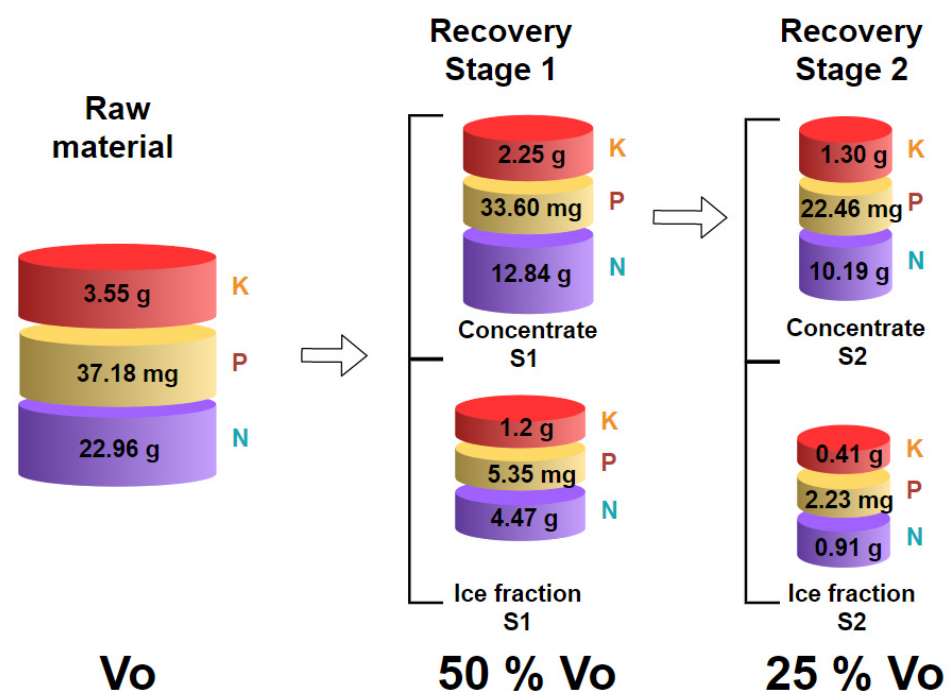 Raw
material
3.55 g
K
37.18 mg
P
22.96 g
N
Vo
Recovery
Stage 1
2.25 g
K
33.60 mg
P
12.84 g
N
Concentrate
S1
1.2 g
K
5.35 mg
P
4.47 g
N
Ice fraction
S1
50 % Vo
Recovery
Stage 2
1.30 g
K
22.46 mg
P
10.19 g
N
Concentrate
S2
0.41 g
K
2.23 mg
P
0.91 g
N
Ice fraction
S2
25 % Vo